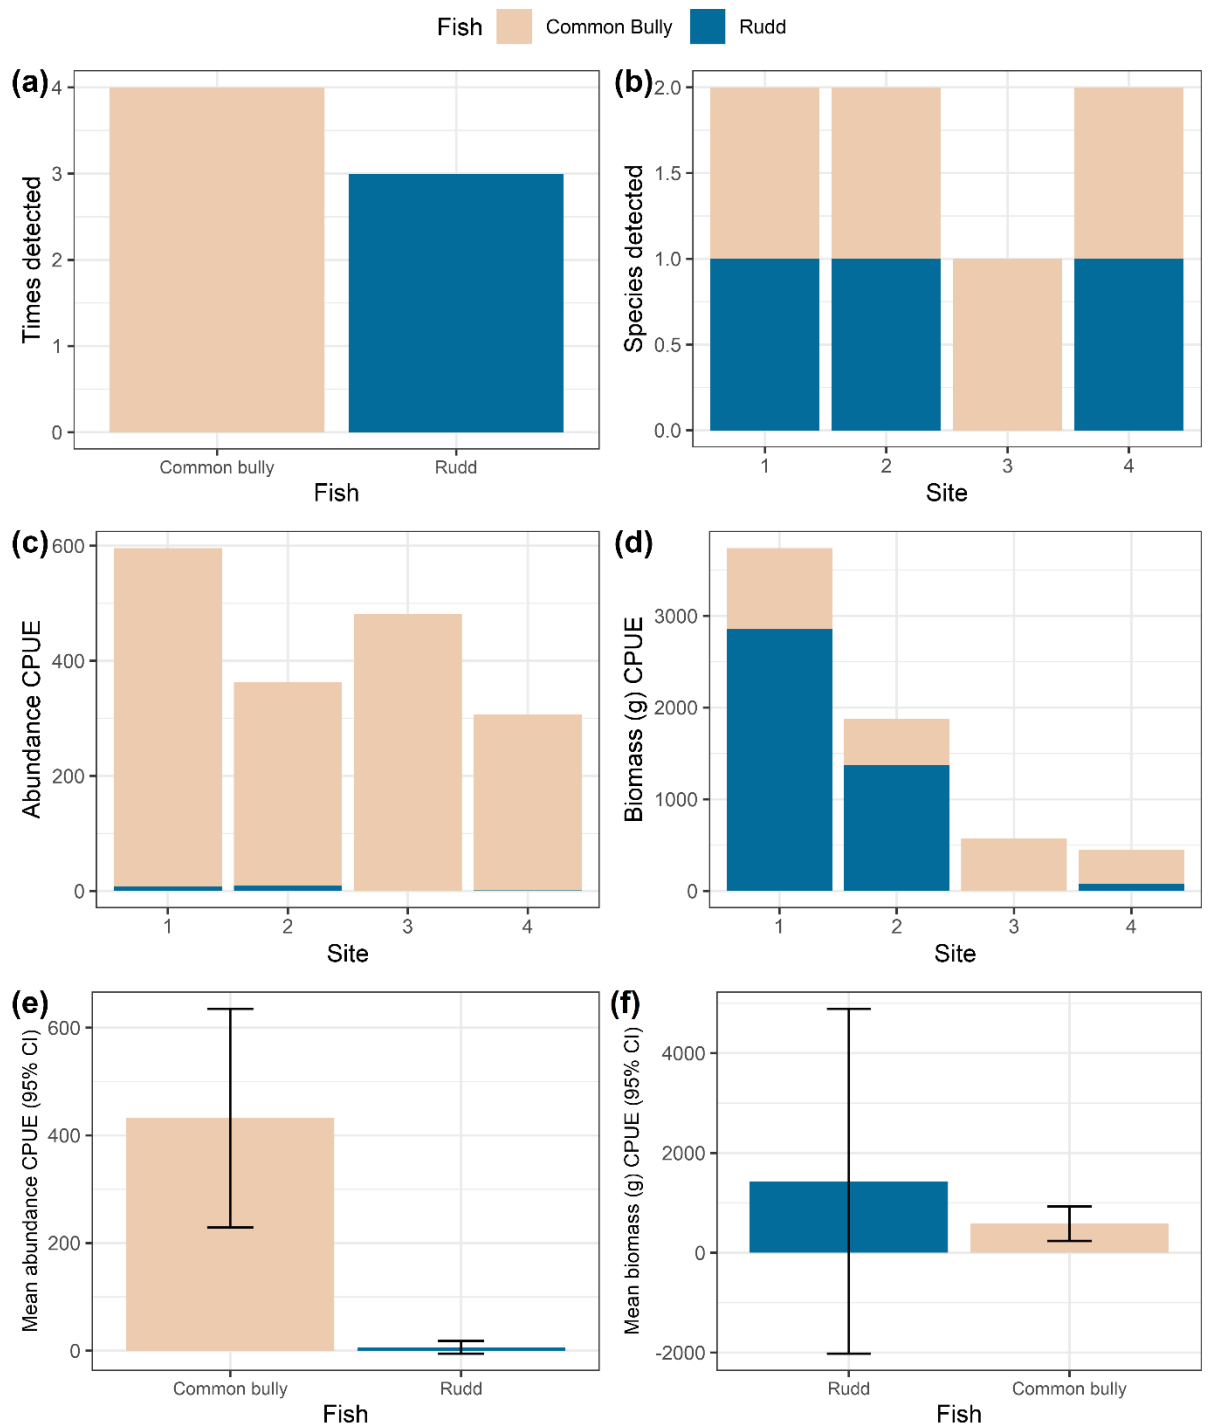 Fish Common Bully Rudd
(a)
Times detected
4
3
2
1
0
Common bully Rudd
Fish
(b)
Species detected
2.0
1.5
1.0
0.5
0.0
1 2 3 4
Site
(c)
Abundance CPUE
600
400
200
0
1 2 3 4
Site
(d)
Biomass (g) CPUE
3000
2000
1000
0
1 2 3 4
Site
(e)
Mean abundance CPUE (95% CI)
600
400
200
0
Common bully Rudd
Fish
(f)
Mean biomass (g) CPUE (95% CI)
4000
2000
0
-2000
Rudd Common bully
Fish